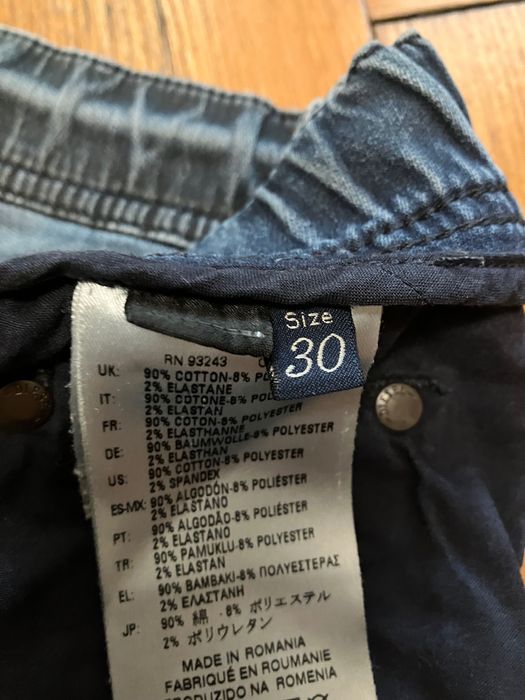 Size
30
RN 93243
UK: 90% COTTON-8% POLYESTER
2% ELASTANE
IT: 90% COTONE-8% POLIESTERE
2% ELASTAN
FR: 90% COTON-8% POLYESTER
2% ELASTHANNE
DE: 90% BAUMWOLLE-8% POLYESTER
2% ELASTHAN
US: 90% COTTON-8% POLYESTER
2% SPANDEX
ES-MX: 90% ALGODÓN-8% POLIÉSTER
2% ELASTANO
PT: 90% ALGODÃO-8% POLIÉSTER
2% ELASTANO
TR: 90% PAMUKLU-8% POLYESTER
2% ELASTAN
EL: 90% ΒΑΜΒΑΚΙ-8% ΠΟΛΥΕΣΤΕΡΑΣ
2% ΕΛΑΣΤΑΝΗ
JP: 90% 綿 8% ポリエステル
2% ポリウレタン
MADE IN ROMANIA
FABRIQUÉ EN ROUMANIE
PRODUZIDO NA ROMENIA